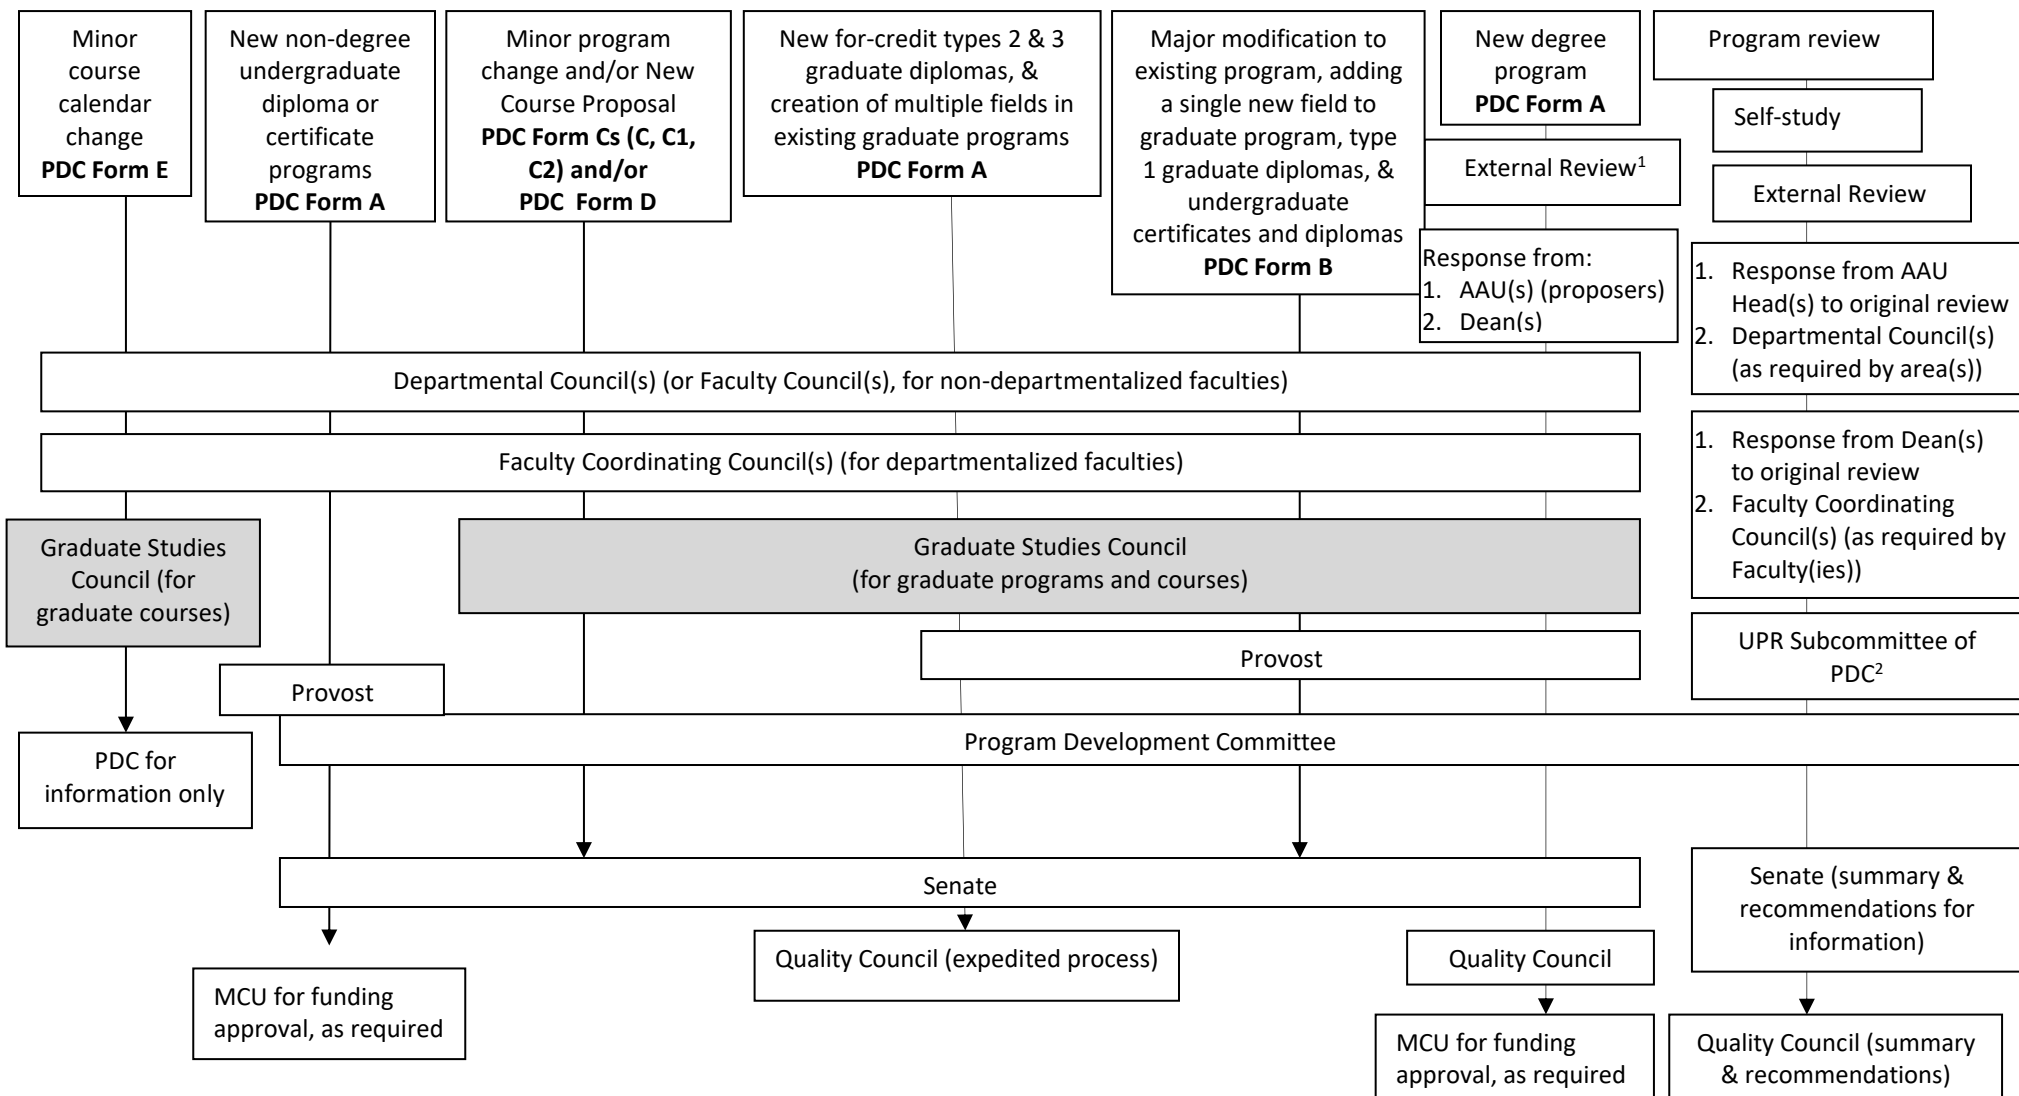 Minor
course
calendar
change
PDC Form E
New non-degree
undergraduate
diploma or
certificate
programs
PDC Form A
Minor program
change and/or New
Course Proposal
PDC Form Cs (C, C1,
C2) and/or
PDC Form D
New for-credit types 2 & 3
graduate diplomas, &
creation of multiple fields in
existing graduate programs
PDC Form A
Major modification to
existing program, adding
a single new field to
graduate program, type
1 graduate diplomas, &
undergraduate
certificates and diplomas
PDC Form B
New degree
program
PDC Form A
External Review1
Response from:
1. AAU(s) (proposers)
2. Dean(s)
Program review
Self-study
External Review
1. Response from AAU
Head(s) to original review
2. Departmental Council(s)
(as required by area(s))
Departmental Council(s) (or Faculty Council(s), for non-departmentalized faculties)
Faculty Coordinating Council(s) (for departmentalized faculties)
1. Response from Dean(s)
to original review
2. Faculty Coordinating
Council(s) (as required by
Faculty(ies))
Graduate Studies
Council (for
graduate courses)
Graduate Studies Council
(for graduate programs and courses)
Provost
Provost
UPR Subcommittee of
PDC2
Program Development Committee
PDC for
information only
Senate
Senate (summary &
recommendations for
information)
MCU for funding
approval, as required
Quality Council (expedited process)
Quality Council
MCU for funding
approval, as required
Quality Council (summary
& recommendations)